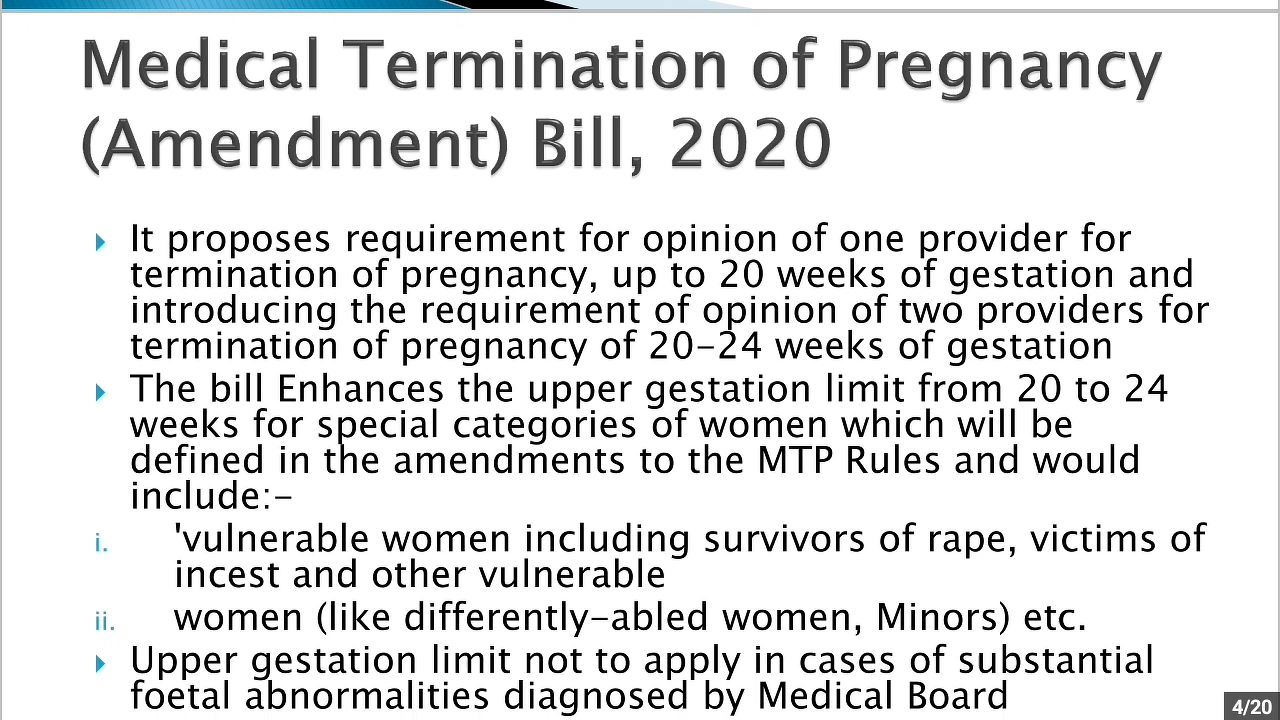 Medical Termination of Pregnancy
(Amendment) Bill, 2020
It proposes requirement for opinion of one provider for
termination of pregnancy, up to 20 weeks of gestation and
introducing the requirement of opinion of two providers for
termination of pregnancy of 20-24 weeks of gestation
The bill Enhances the upper gestation limit from 20 to 24
weeks for special categories of women which will be
defined in the amendments to the MTP Rules and would
include:-
i. 'vulnerable women including survivors of rape, victims of
incest and other vulnerable
ii. women (like differently-abled women, Minors) etc.
Upper gestation limit not to apply in cases of substantial
foetal abnormalities diagnosed by Medical Board
4/20